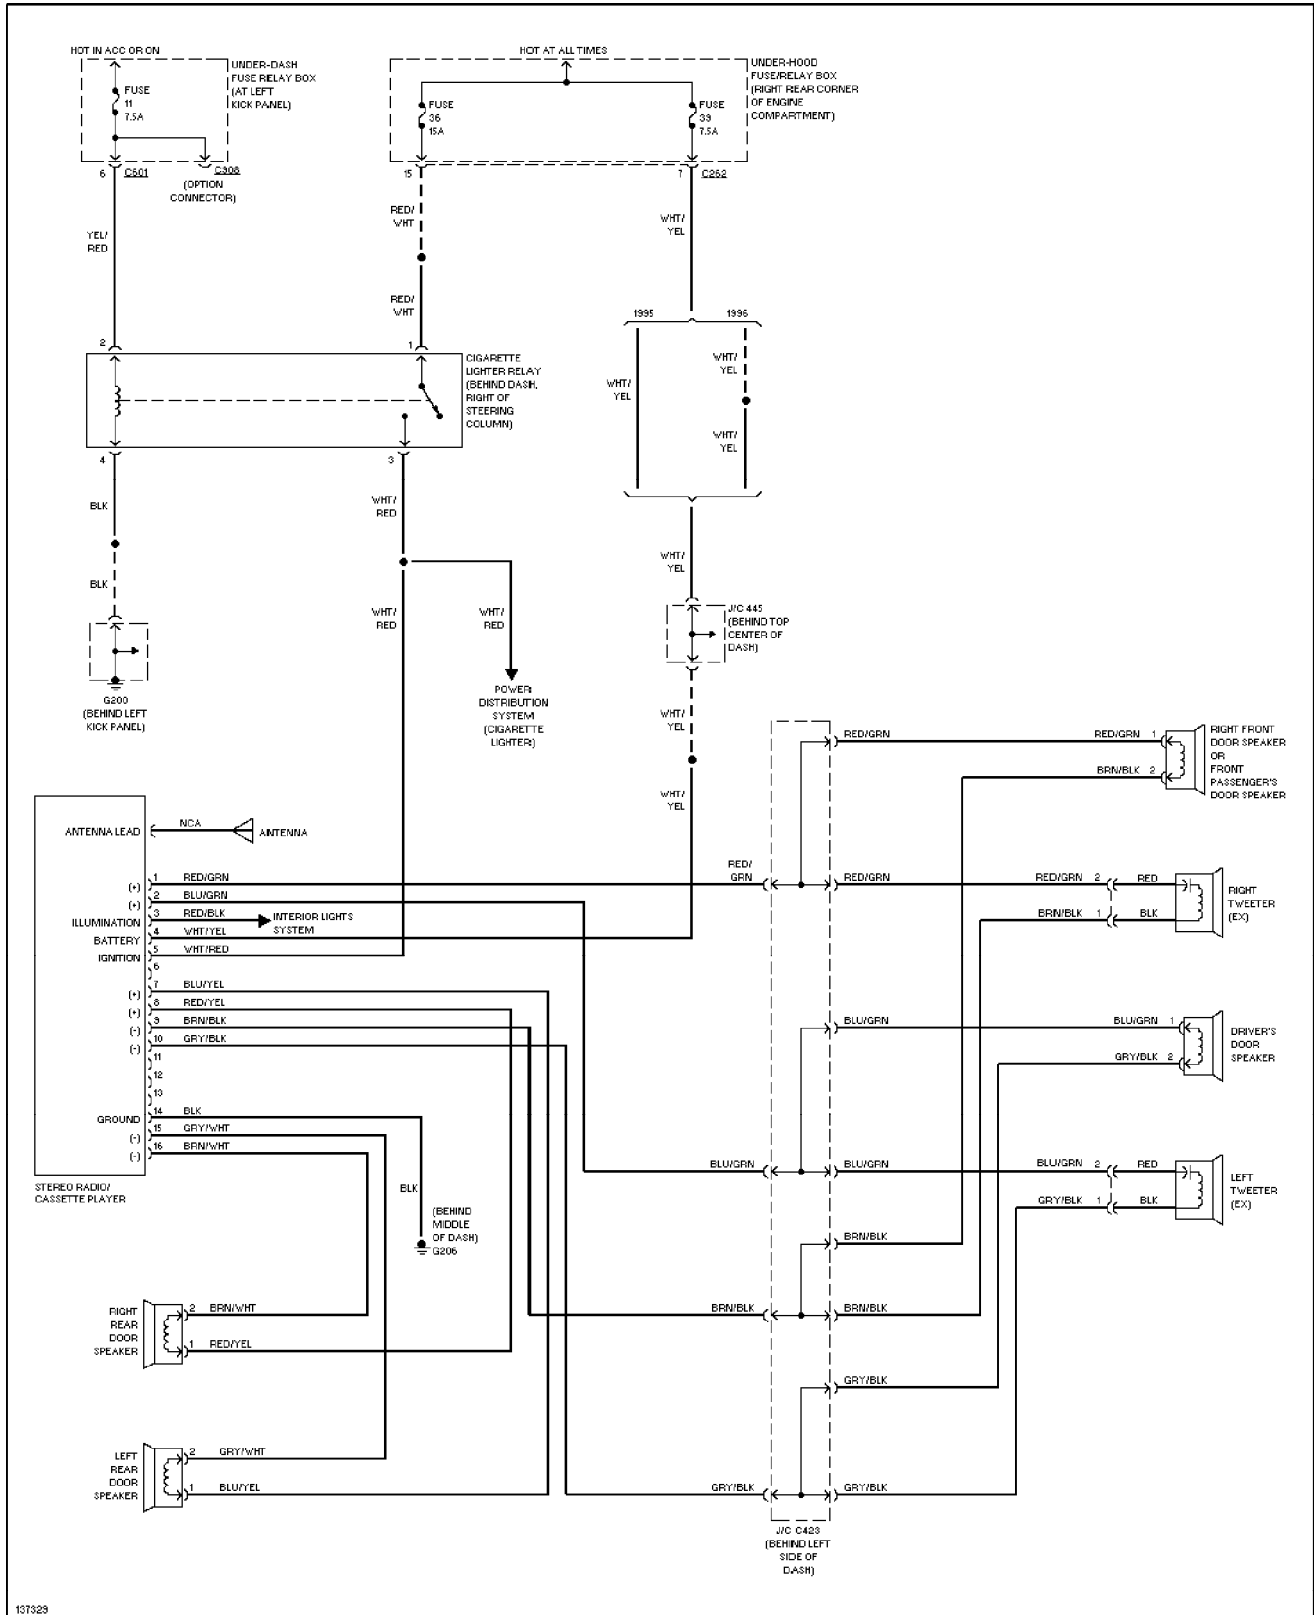 HOT IN ACC OR ON
UNDER-DASH
FUSE RELAY BOX
(AT LEFT
KICK PANEL)
FUSE
11
7.5A
6
C501
C908
(OPTION
CONNECTOR)
HOT AT ALL TIMES
UNDER-HOOD
FUSE/RELAY BOX
(RIGHT REAR CORNER
OF ENGINE
COMPARTMENT)
FUSE
36
15A
FUSE
39
7.5A
15
7
C262
YEL/
RED
RED/
WHT
RED/
WHT
WHT/
YEL
1995
1996
WHT/
YEL
WHT/
YEL
WHT/
YEL
2
1
CIGARETTE
LIGHTER RELAY
(BEHIND DASH,
RIGHT OF
STEERING
COLUMN)
4
3
BLK
BLK
G200
(BEHIND LEFT
KICK PANEL)
WHT/
RED
WHT/
RED
WHT/
RED
POWER
DISTRIBUTION
SYSTEM
(CIGARETTE
LIGHTER)
WHT/
YEL
J/C 445
(BEHIND TOP
CENTER OF
DASH)
WHT/
YEL
WHT/
YEL
ANTENNA LEAD
NCA
ANTENNA
(+) 1 RED/GRN
(+) 2 BLU/GRN
ILLUMINATION 3 RED/BLK
INTERIOR LIGHTS
SYSTEM
BATTERY 4 WHT/YEL
IGNITION 5 WHT/RED
6
(+) 7 BLU/YEL
(+) 8 RED/YEL
(-) 9 BRN/BLK
(-) 10 GRY/BLK
11
12
13
GROUND 14 BLK
(-) 15 GRY/WHT
(-) 16 BRN/WHT
STEREO RADIO/
CASSETTE PLAYER
BLK
(BEHIND
MIDDLE
OF DASH)
G206
RIGHT
REAR
DOOR
SPEAKER
2 BRN/WHT
1 RED/YEL
LEFT
REAR
DOOR
SPEAKER
2 GRY/WHT
1 BLU/YEL
RED/GRN
RED/GRN 1
BRN/BLK 2
RIGHT FRONT
DOOR SPEAKER
OR
FRONT
PASSENGER'S
DOOR SPEAKER
RED/
GRN
RED/GRN
RED/GRN 2 RED
BRN/BLK 1 BLK
RIGHT
TWEETER
(EX)
BLU/GRN
BLU/GRN 1
GRY/BLK 2
DRIVER'S
DOOR
SPEAKER
BLU/GRN
BLU/GRN
BLU/GRN 2 RED
GRY/BLK 1 BLK
LEFT
TWEETER
(EX)
BRN/BLK
BRN/BLK
BRN/BLK
GRY/BLK
GRY/BLK
GRY/BLK
J/C C423
(BEHIND LEFT
SIDE OF
DASH)
137329